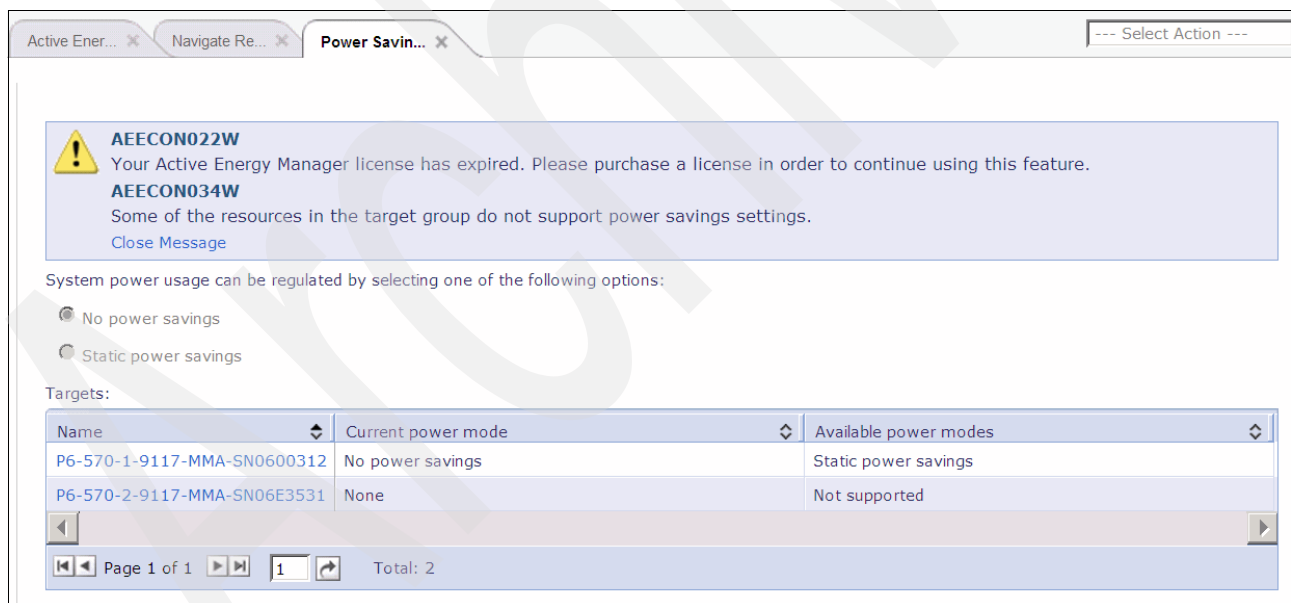 Active Ener... Navigate Re... Power Savin... --- Select Action ---
AEECON022W
Your Active Energy Manager license has expired. Please purchase a license in order to continue using this feature.
AEECON034W
Some of the resources in the target group do not support power savings settings.
Close Message
System power usage can be regulated by selecting one of the following options:
No power savings
Static power savings
Targets:
Name Current power mode Available power modes
P6-570-1-9117-MMA-SN0600312 No power savings Static power savings
P6-570-2-9117-MMA-SN06E3531 None Not supported
Page 1 of 1 1 Total: 2